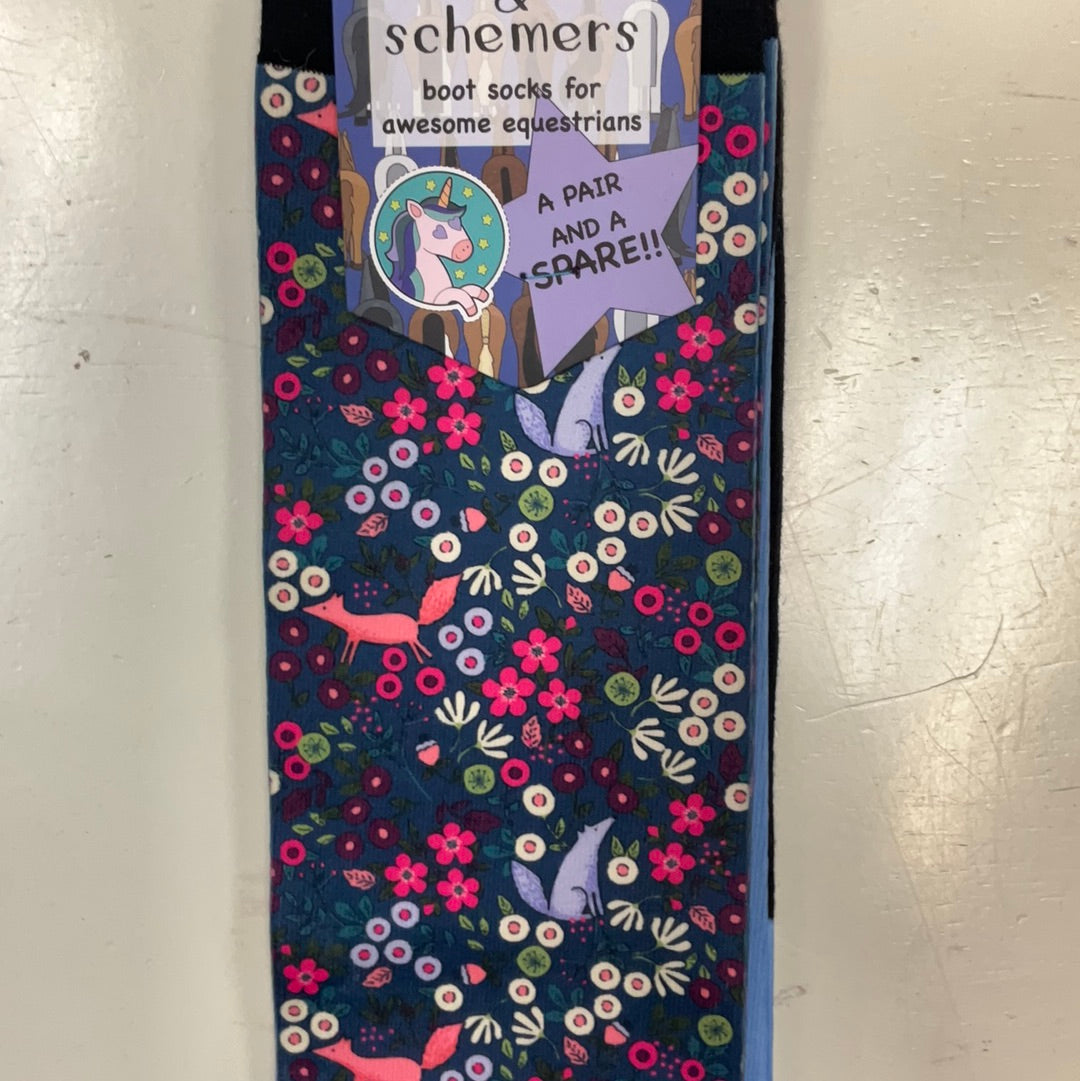 &
schemers
boot socks for
awesome equestrians
A PAIR
AND A
SPARE!!